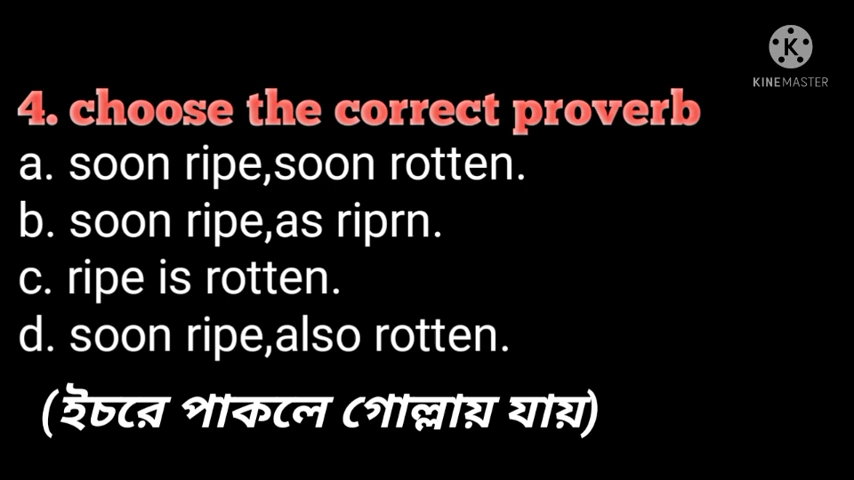 KINEMASTER
4. choose the correct proverb
a. soon ripe,soon rotten.
b. soon ripe,as riprn.
c. ripe is rotten.
d. soon ripe,also rotten.
(ইচরে পাকলে গোল্লায় যায়)